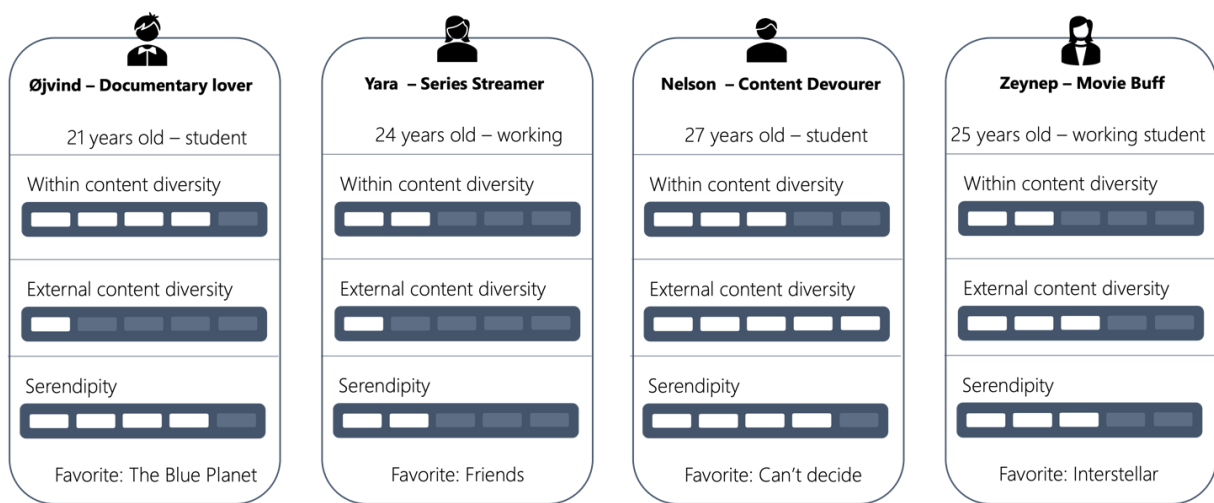 Øjvind – Documentary lover
21 years old – student
Within content diversity
External content diversity
Serendipity
Favorite: The Blue Planet
Yara – Series Streamer
24 years old – working
Within content diversity
External content diversity
Serendipity
Favorite: Friends
Nelson – Content Devourer
27 years old – student
Within content diversity
External content diversity
Serendipity
Favorite: Can't decide
Zeynep – Movie Buff
25 years old – working student
Within content diversity
External content diversity
Serendipity
Favorite: Interstellar